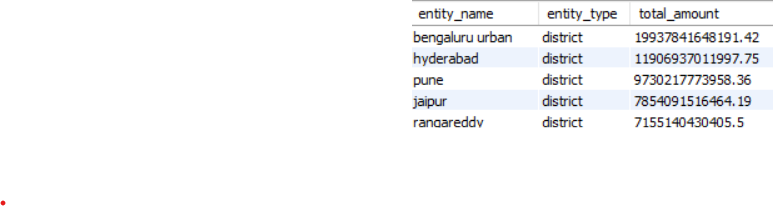 entity_name entity_type total_amount
bengaluru urban district 19937841648191.42
hyderabad district 11906937011997.75
pune district 9730217773958.36
jaipur district 7854091516464.19
rangareddy district 7155140430405.5